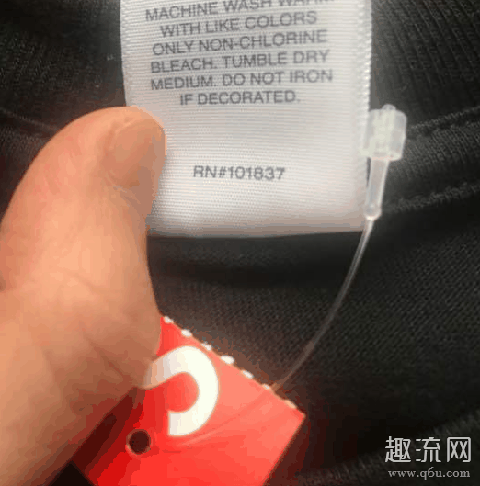 MACHINE WASH WARM
WITH LIKE COLORS
ONLY NON-CHLORINE
BLEACH. TUMBLE DRY
MEDIUM. DO NOT IRON
IF DECORATED.
RN#101837
趣流网
www.q6u.com